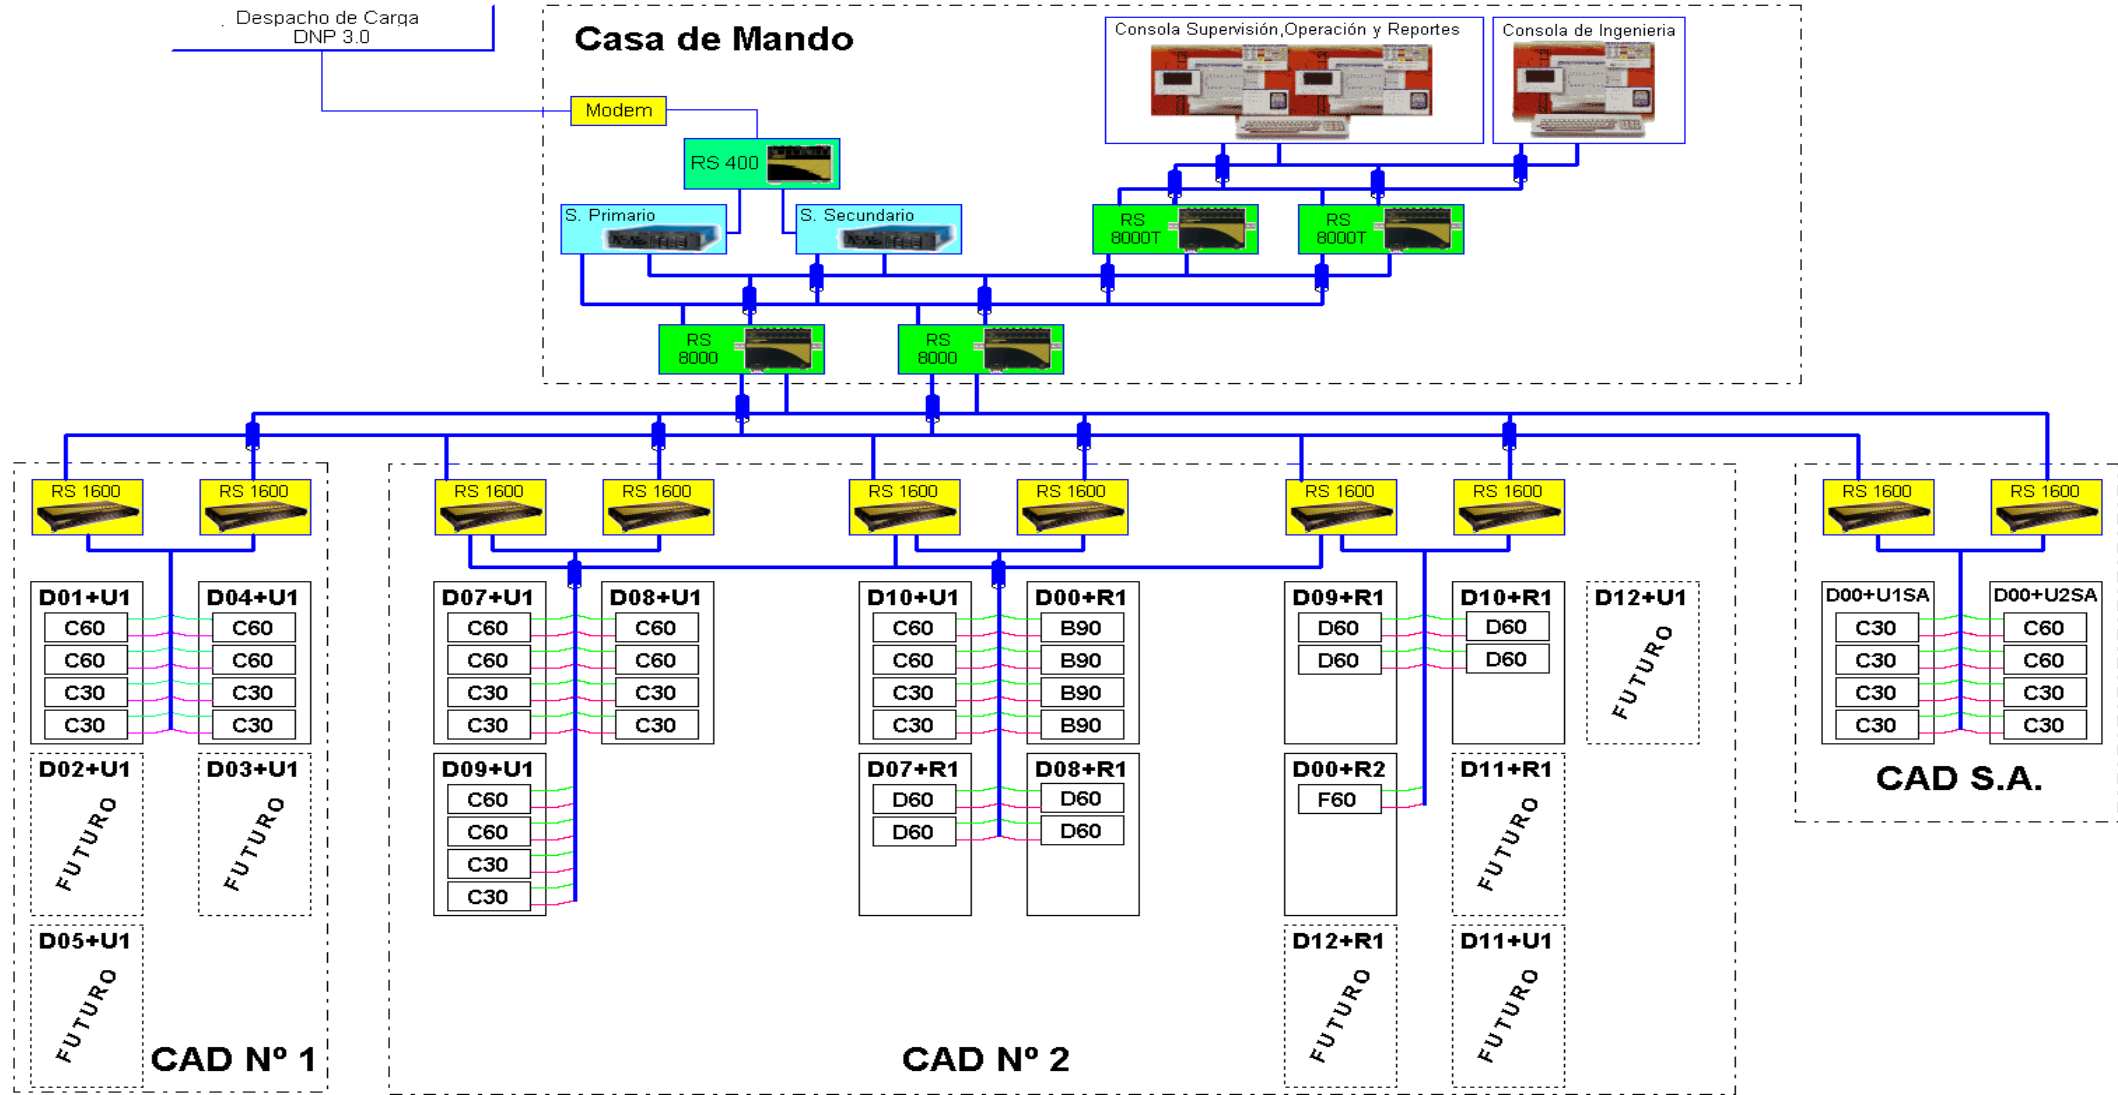 Despacho de Carga
DNP 3.0
Casa de Mando
Consola Supervisión,Operación y Reportes
Consola de Ingenieria
Modem
RS 400
S. Primario
S. Secundario
RS
8000T
RS
8000T
RS
8000
RS
8000
RS 1600
RS 1600
RS 1600
RS 1600
RS 1600
RS 1600
RS 1600
RS 1600
RS 1600
RS 1600
D01+U1
C60
C60
C30
C30
D04+U1
C60
C60
C30
C30
D02+U1
FUTURO
D03+U1
FUTURO
D05+U1
FUTURO
CAD Nº 1
D07+U1
C60
C60
C30
C30
D08+U1
C60
C60
C30
C30
D09+U1
C60
C60
C30
C30
D10+U1
C60
C60
C30
C30
D00+R1
B90
B90
B90
B90
D07+R1
D60
D60
D08+R1
D60
D60
D09+R1
D60
D60
D10+R1
D60
D60
D12+U1
FUTURO
D00+R2
F60
D11+R1
FUTURO
D12+R1
FUTURO
D11+U1
FUTURO
CAD Nº 2
D00+U1SA
C30
C30
C30
C30
D00+U2SA
C60
C60
C30
C30
CAD S.A.